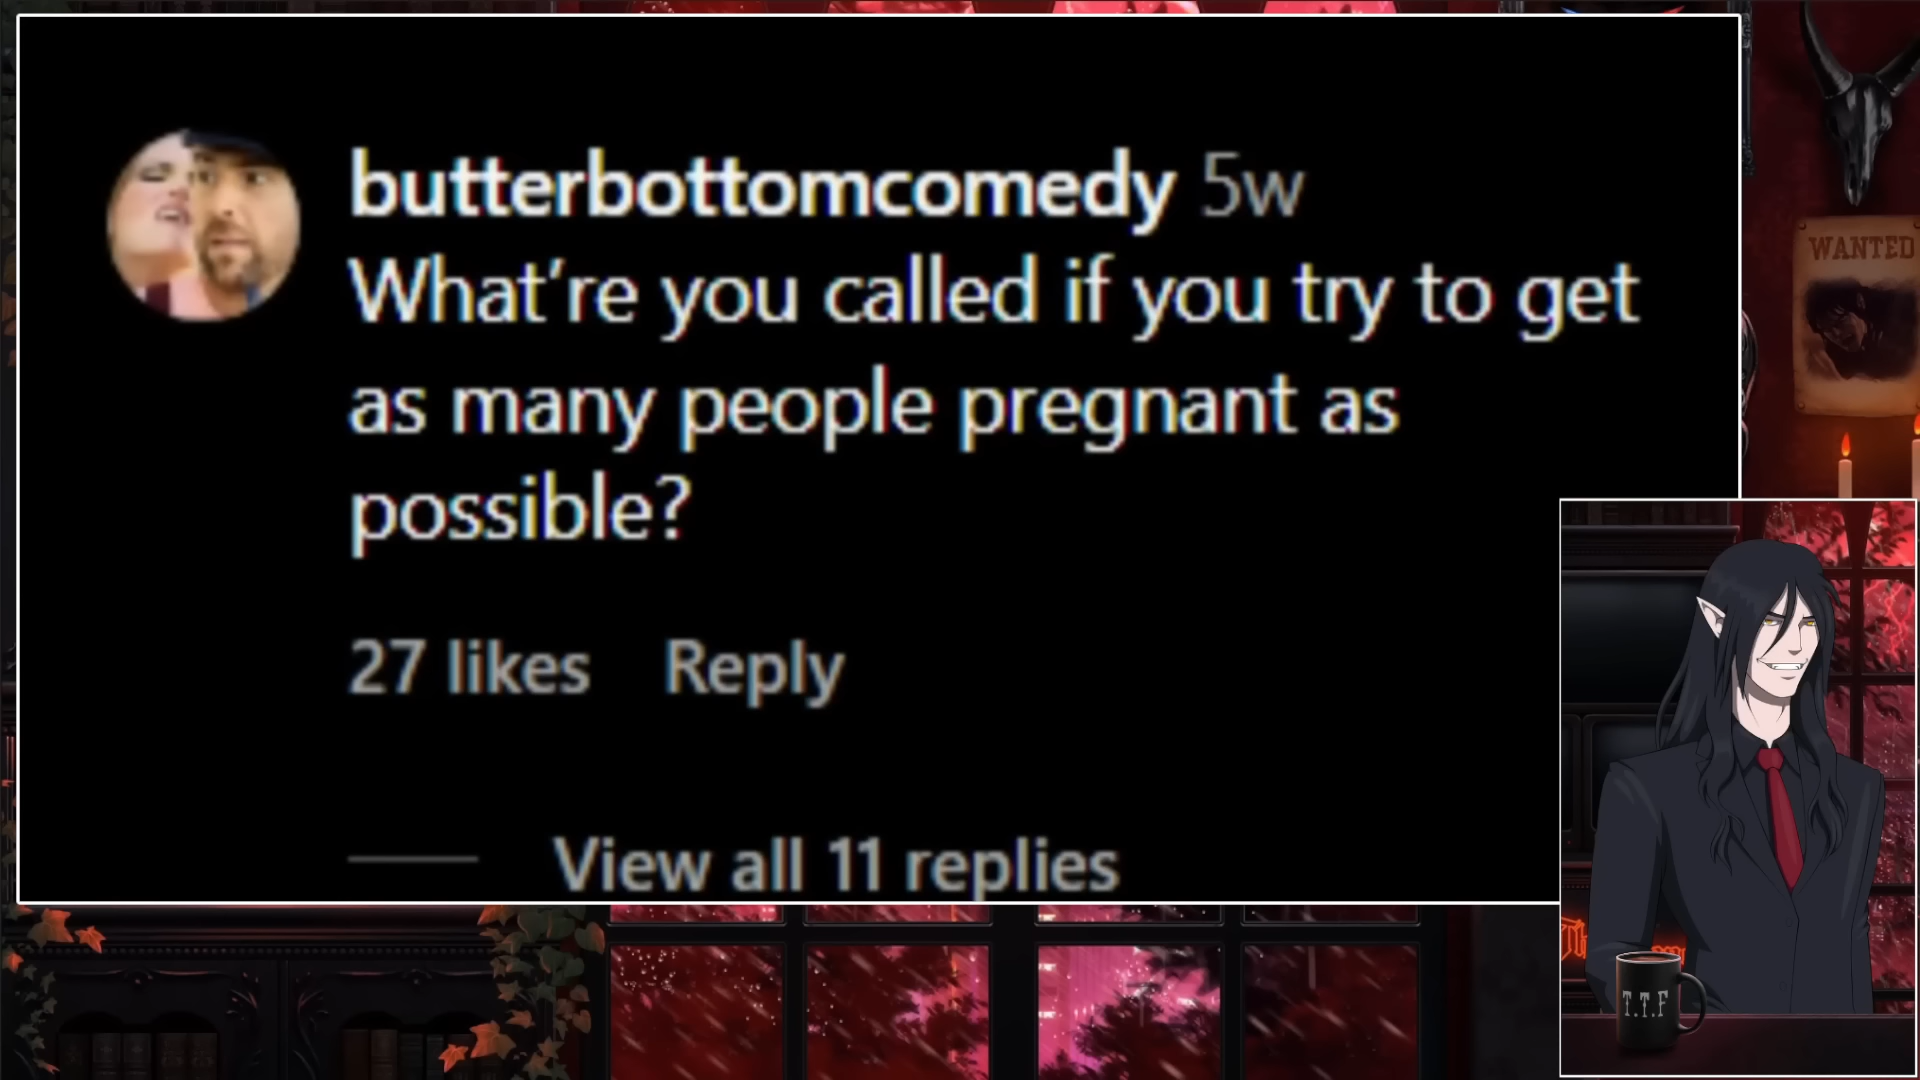 butterbottomcomedy 5w
What're you called if you try to get
as many people pregnant as
possible?
27 likes Reply
View all 11 replies
WANTED
T.T.F